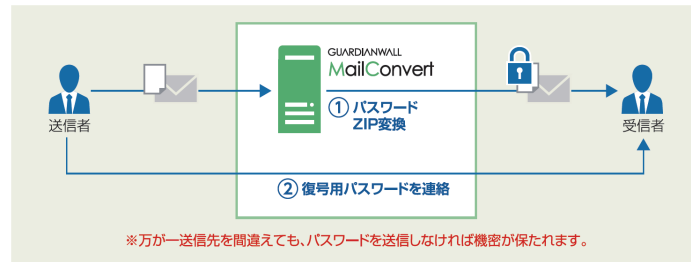 GUARDIANWALL
MailConvert
① パスワード
ZIP変換
送信者
受信者
② 復号用パスワードを連絡
※万が一送信先を間違えても、パスワードを送信しなければ機密が保たれます。